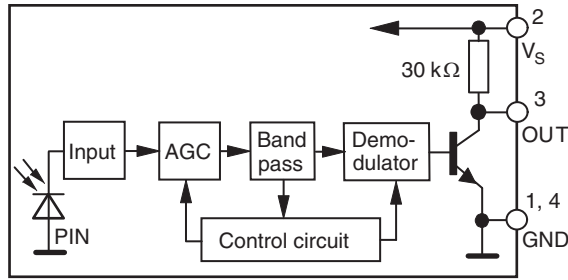 2
V_S
30 kΩ
3
OUT
Input
AGC
Band
pass
Demo-
dulator
1, 4
GND
PIN
Control circuit